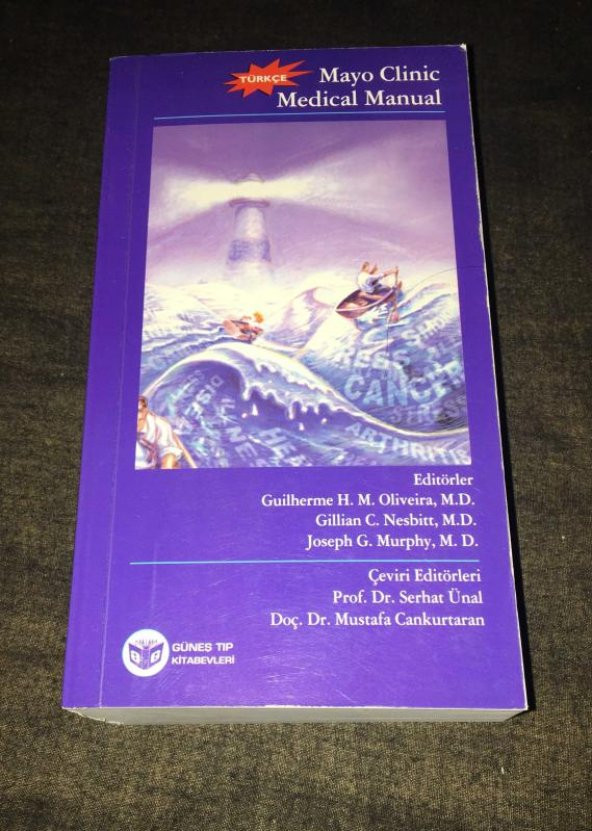 TÜRKÇE
Mayo Clinic
Medical Manual
CANCER
STRESS
ARTHRITIS
Editörler
Guilherme H. M. Oliveira, M.D.
Gillian C. Nesbitt, M.D.
Joseph G. Murphy, M. D.
Çeviri Editörleri
Prof. Dr. Serhat Ünal
Doç. Dr. Mustafa Cankurtaran
GÜNEŞ TIP
KİTABEVLERİ